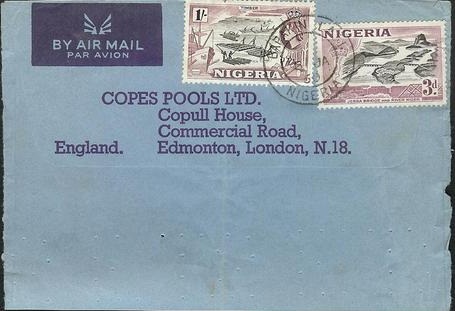 BY AIR MAIL
PAR AVION
TIMBER
1/-
NIGERIA
NIGERIA
JEBBA BRIDGE AND RIVER NIGER
3d.
NIGERIA
COPES POOLS LTD.
Copull House,
Commercial Road,
England. Edmonton, London, N.18.